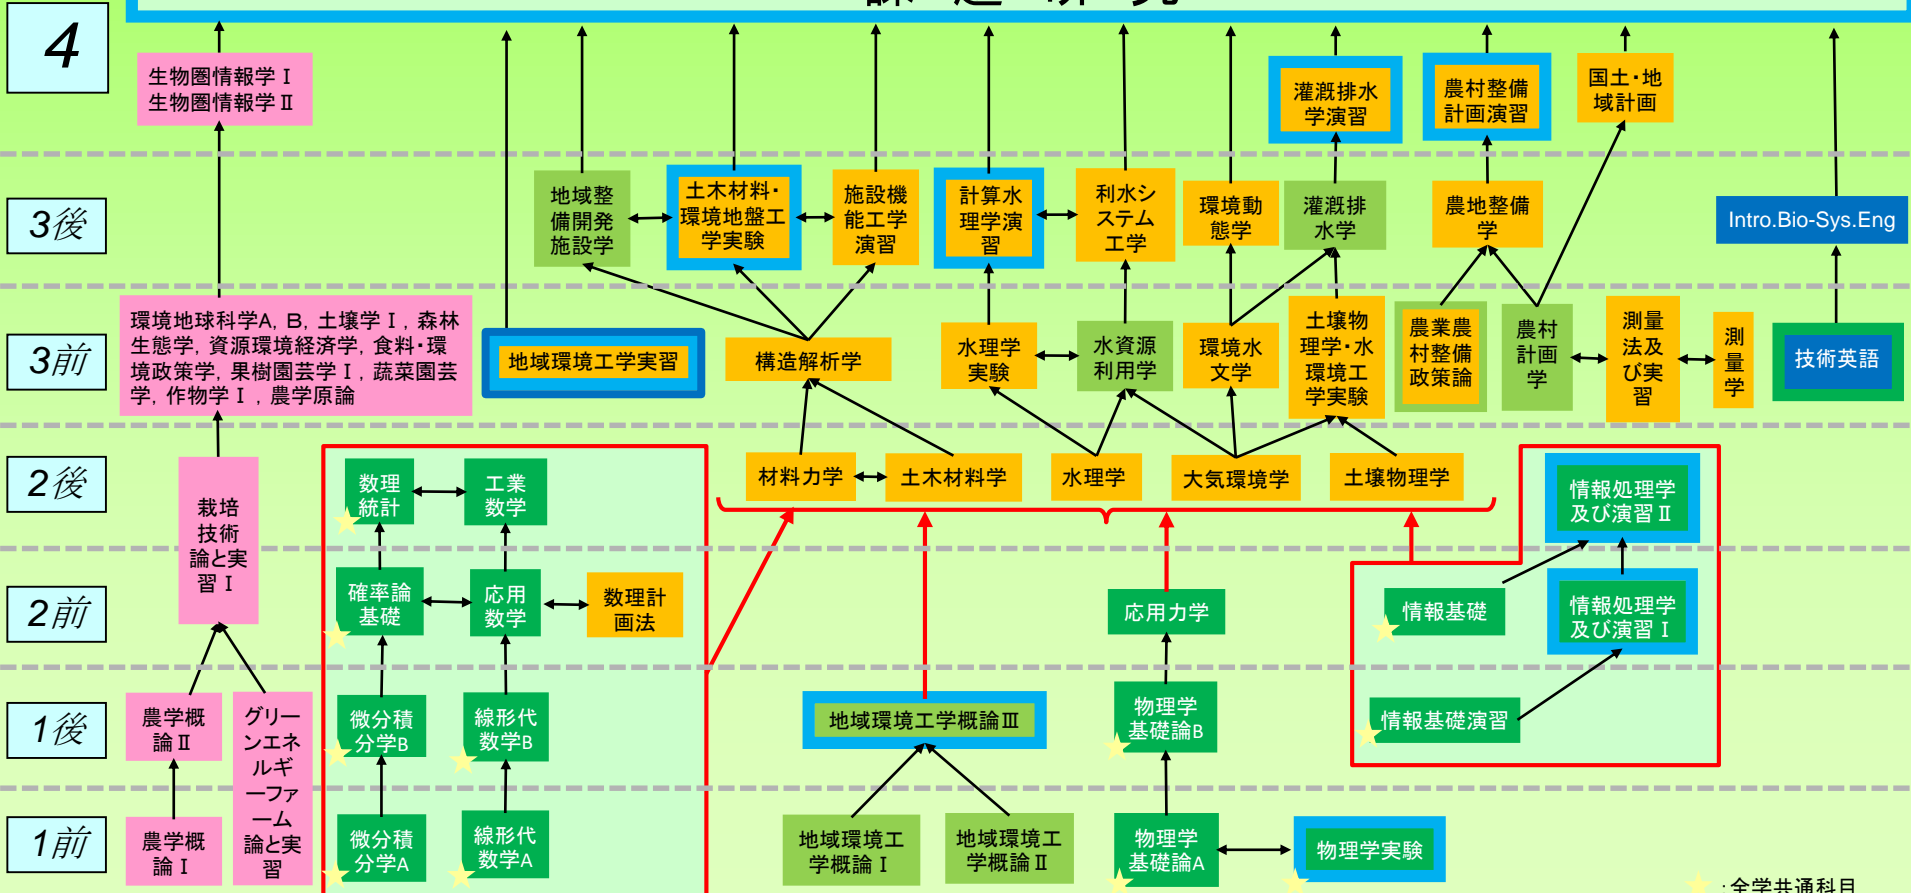 課題研究
4
生物圏情報学Ⅰ
生物圏情報学Ⅱ
灌漑排水
学演習
農村整備
計画演習
国土・地
域計画
3後
地域整
備開発
施設学
土木材料・
環境地盤工
学実験
施設機
能工学
演習
計算水
理学演
習
利水シ
ステム
工学
環境動
態学
灌漑排
水学
農地整備
学
Intro.Bio-Sys.Eng
3前
環境地球科学A, B, 土壌学Ⅰ, 森林
生態学, 資源環境経済学, 食料・環
境政策学, 果樹園芸学Ⅰ, 蔬菜園芸
学, 作物学Ⅰ, 農学原論
地域環境工学実習
構造解析学
水理学
実験
水資源
利用学
環境水
文学
土壌物
理学・水
環境工
学実験
農業農
村整備
政策論
農村
計画
学
測量
法及
び実
習
測
量
学
技術英語
2後
栽培
技術
論と実
習Ⅰ
数理
統計
工業
数学
材料力学
土木材料学
水理学
大気環境学
土壌物理学
情報処理学
及び演習Ⅱ
2前
確率論
基礎
応用
数学
数理計
画法
応用力学
情報基礎
情報処理学
及び演習Ⅰ
1後
農学概
論Ⅱ
グリー
ンエネ
ルギ
ーファ
ーム
論と実
習
微分積
分学B
線形代
数学B
地域環境工学概論Ⅲ
物理学
基礎論B
情報基礎演習
1前
農学概
論Ⅰ
微分積
分学A
線形代
数学A
地域環境工
学概論Ⅰ
地域環境工
学概論Ⅱ
物理学
基礎論A
物理学実験
:全学共通科目